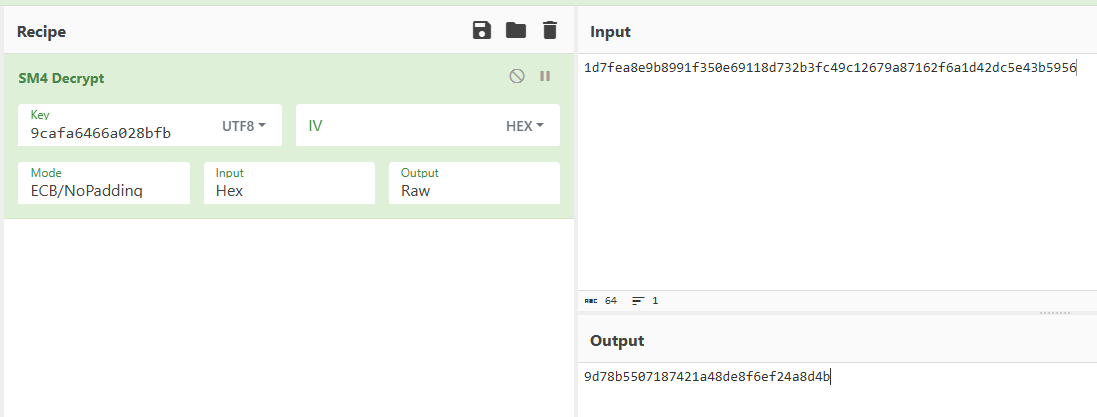 Recipe
SM4 Decrypt
Key
9cafa6466a028bfb
UTF8
IV
HEX
Mode
ECB/NoPadding
Input
Hex
Output
Raw
Input
1d7fea8e9b8991f350e69118d732b3fc49c12679a87162f6a1d42dc5e43b5956
ABC 64 1
Output
9d78b5507187421a48de8f6ef24a8d4b